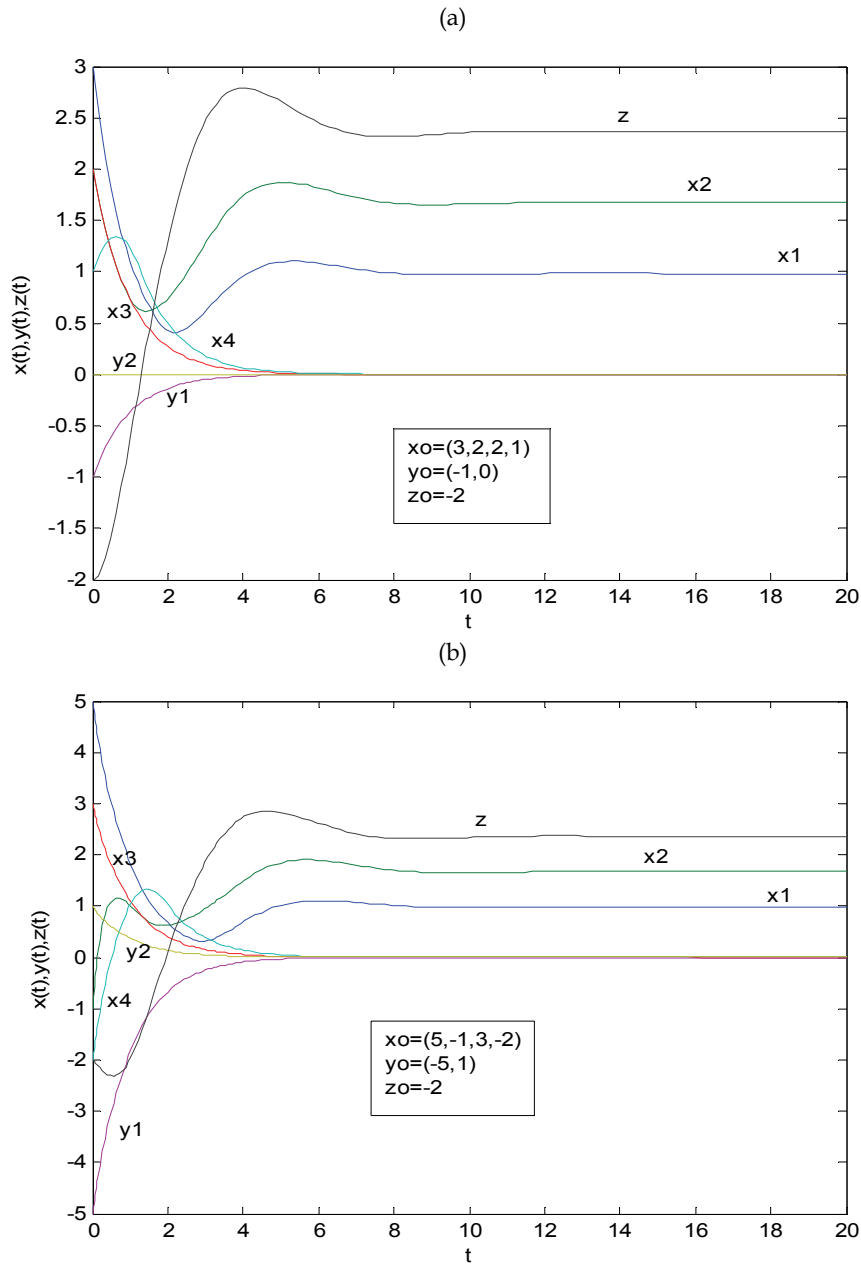 (a)
3
2.5
2
1.5
1
0.5
0
-0.5
-1
-1.5
-2
x(t),y(t),z(t)
z
x2
x1
x3
x4
y2
y1
xo=(3,2,2,1)
yo=(-1,0)
zo=-2
0 2 4 6 8 10 12 14 16 18 20
t
(b)
5
4
3
2
1
0
-1
-2
-3
-4
-5
x(t),y(t),z(t)
z
x2
x3
x1
y2
x4
y1
xo=(5,-1,3,-2)
yo=(-5,1)
zo=-2
0 2 4 6 8 10 12 14 16 18 20
t